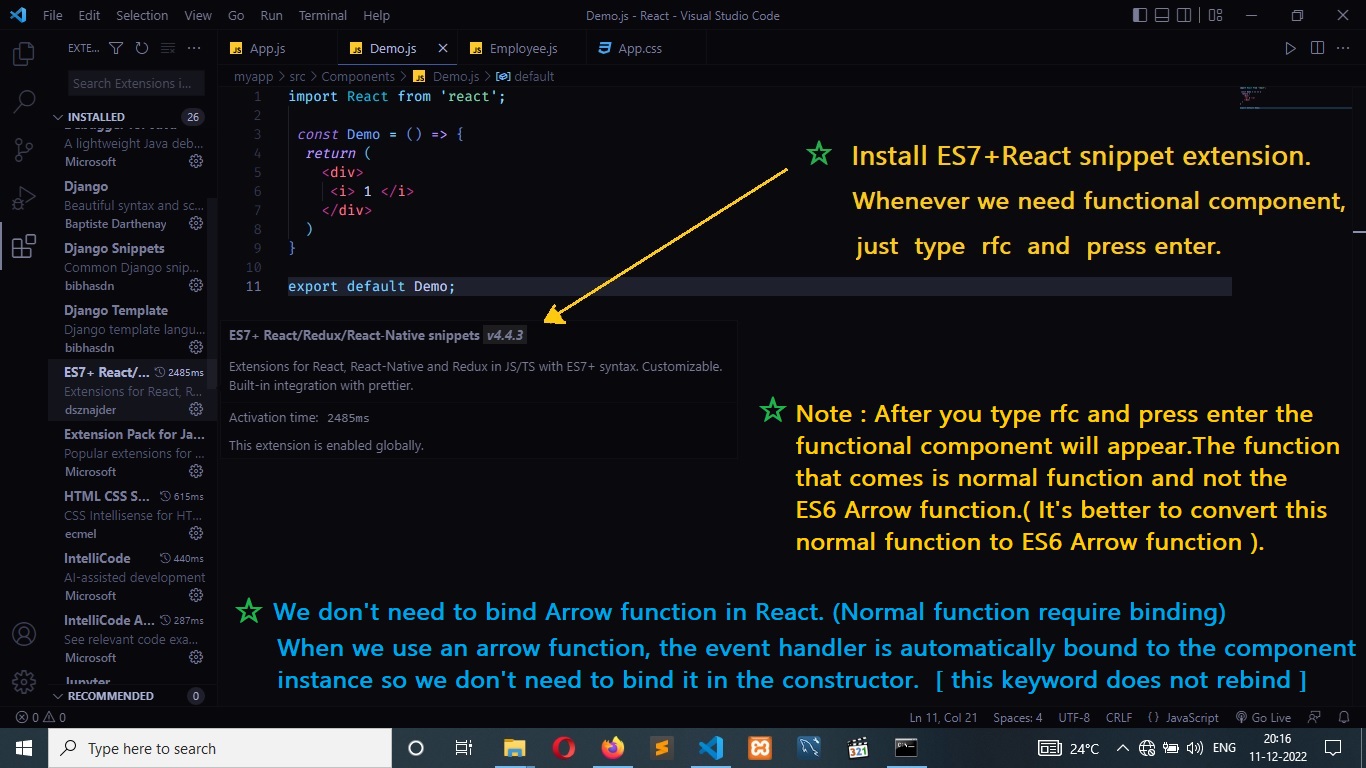 File Edit Selection View Go Run Terminal Help Demo.js - React - Visual Studio Code
EXTE...
App.js Demo.js Employee.js App.css
myapp > src > Components > Demo.js > default
Search Extensions i...
INSTALLED 26
Debugger for Java
A lightweight Java deb...
Microsoft
Django
Beautiful syntax and sc...
Baptiste Darthenay
Django Snippets
Common Django snip...
bibhasdn
Django Template
Django template langu...
bibhasdn
ES7+ React/... 2485ms
Extensions for React, R...
dsznajder
Extension Pack for Ja...
Popular extensions for ...
Microsoft
HTML CSS S... 615ms
CSS Intellisense for HT...
ecmel
IntelliCode 440ms
AI-assisted development
Microsoft
IntelliCode A... 287ms
See relevant code exa...
Microsoft
Jupyter
RECOMMENDED 0
1 import React from 'react';
2
3 const Demo = () => {
4 return (
5 <div>
6 <i> 1 </i>
7 </div>
8 )
9 }
10
11 export default Demo;
ES7+ React/Redux/React-Native snippets v4.4.3
Extensions for React, React-Native and Redux in JS/TS with ES7+ syntax. Customizable.
Built-in integration with prettier.
Activation time: 2485ms
This extension is enabled globally.
Install ES7+React snippet extension.
Whenever we need functional component,
just type rfc and press enter.
Note : After you type rfc and press enter the
functional component will appear.The function
that comes is normal function and not the
ES6 Arrow function.( It's better to convert this
normal function to ES6 Arrow function ).
We don't need to bind Arrow function in React. (Normal function require binding)
When we use an arrow function, the event handler is automatically bound to the component
instance so we don't need to bind it in the constructor. [ this keyword does not rebind ]
0 0 Ln 11, Col 21 Spaces: 4 UTF-8 CRLF {} JavaScript Go Live
Type here to search 321 24°C ENG 20:16
11-12-2022